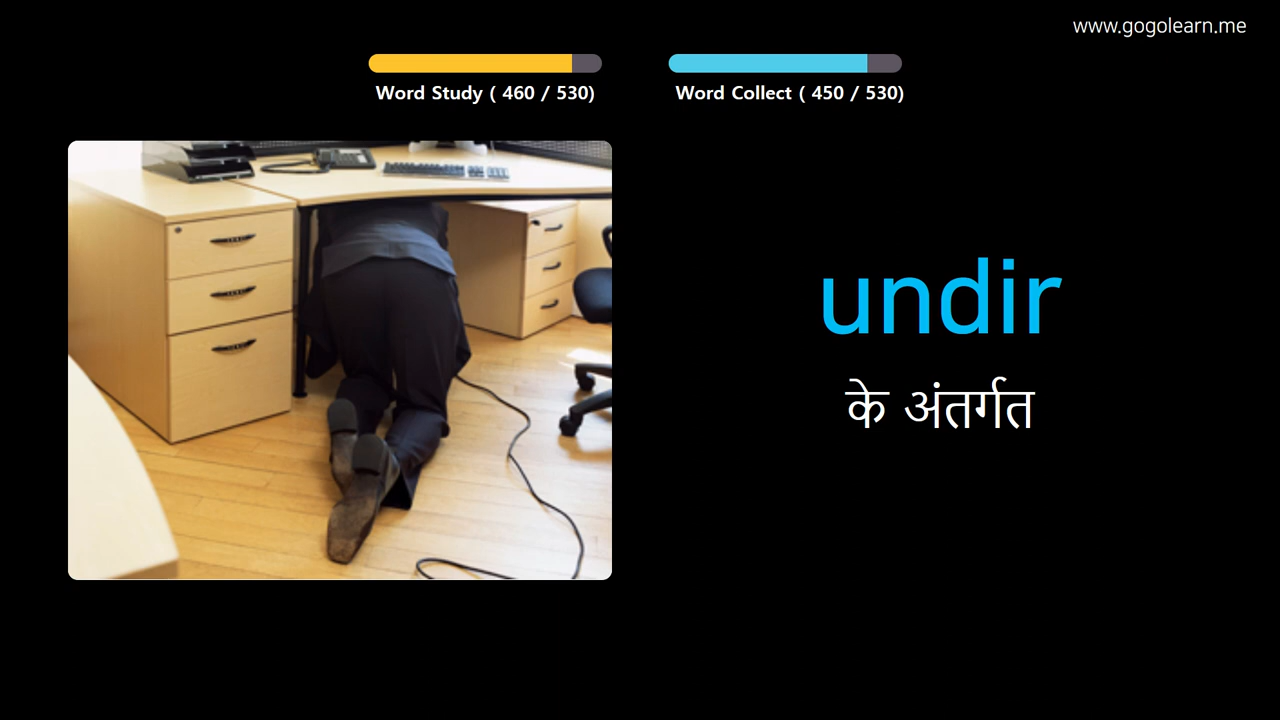 www.gogolearn.me
Word Study ( 460 / 530)
Word Collect ( 450 / 530)
undir
के अंतर्गत